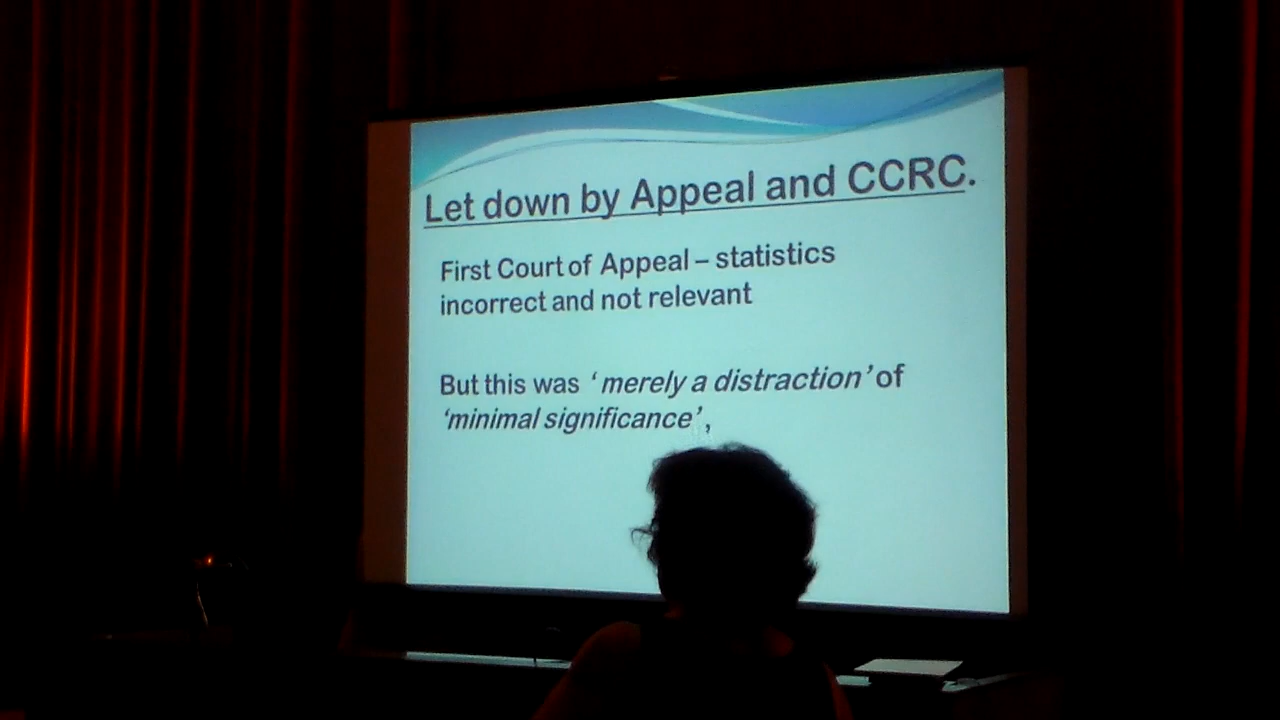 Let down by Appeal and CCRC.
First Court of Appeal – statistics
incorrect and not relevant
But this was ‘ merely a distraction’ of
‘minimal significance’ ,